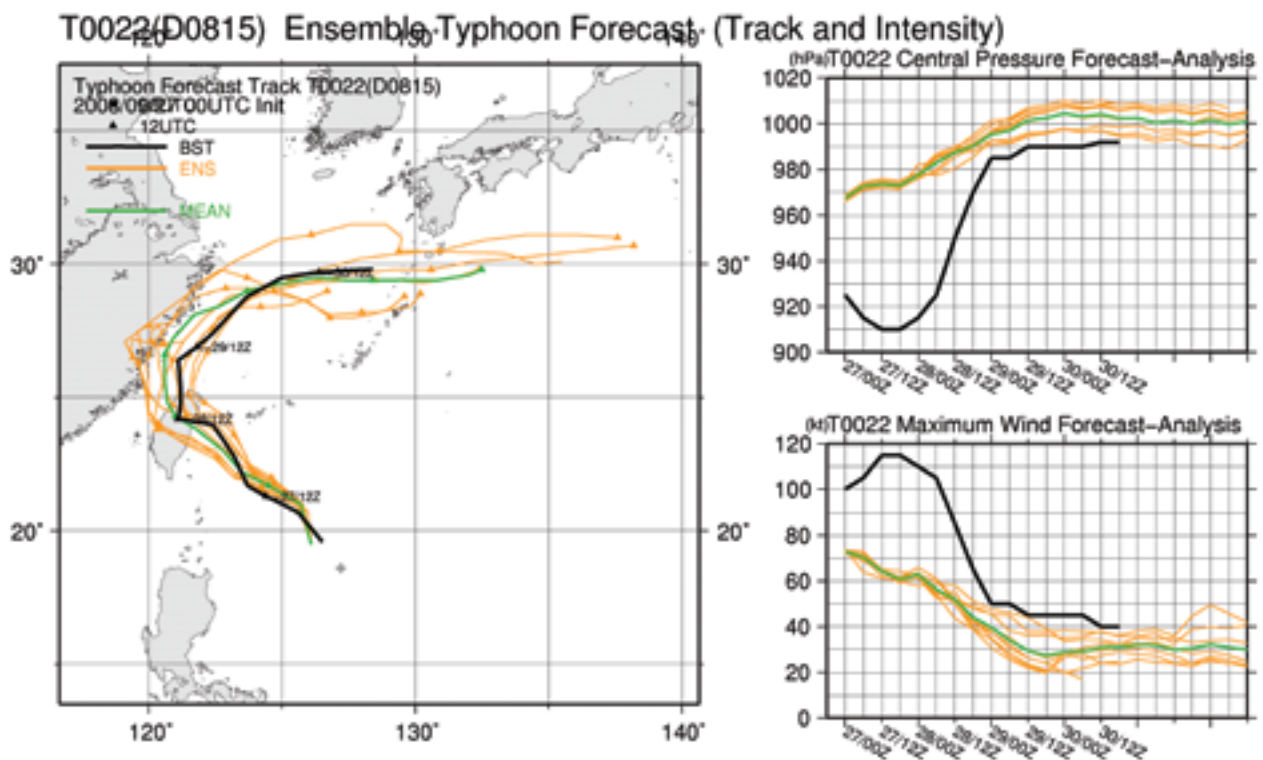 T0022(D0815) Ensemble Typhoon Forecast (Track and Intensity)
120° 130° 140°
Typhoon Forecast Track T0022(D0815)
00UTC Init
12UTC
BST
ENS
MEAN
30° 30°
20° 20°
29/12Z
27/12Z
120° 130° 140°
(hPa) T0022 Central Pressure Forecast-Analysis
1020
1000
980
960
940
920
900
27/00Z 27/12Z 28/00Z 28/12Z 29/00Z 29/12Z 30/00Z 30/12Z
(kt) T0022 Maximum Wind Forecast-Analysis
120
100
80
60
40
20
0
27/00Z 27/12Z 28/00Z 28/12Z 29/00Z 29/12Z 30/00Z 30/12Z